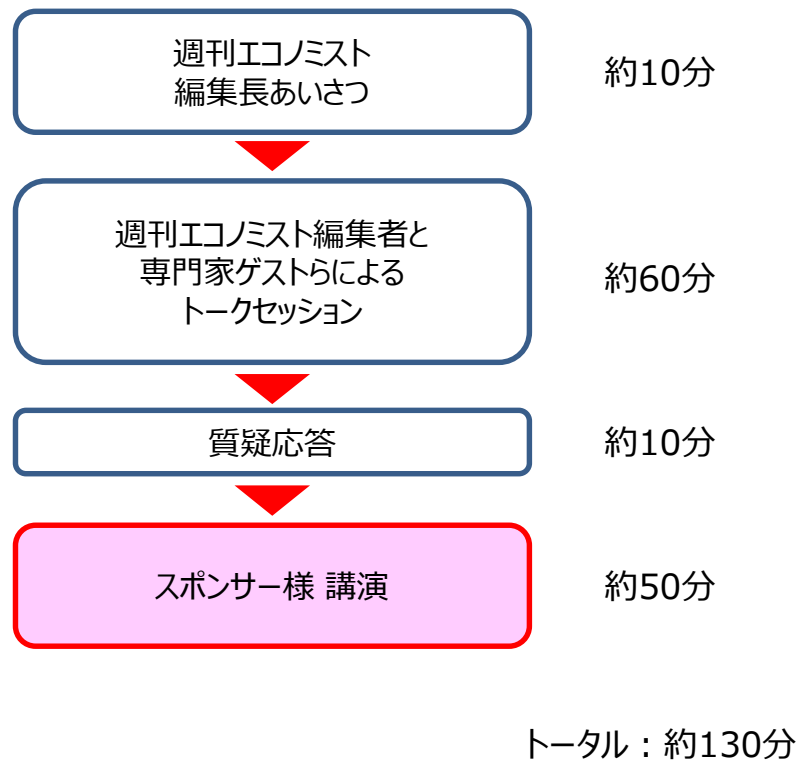 週刊エコノミスト
編集長あいさつ
約10分
週刊エコノミスト編集者と
専門家ゲストらによる
トークセッション
約60分
質疑応答
約10分
スポンサー様 講演
約50分
トータル：約130分